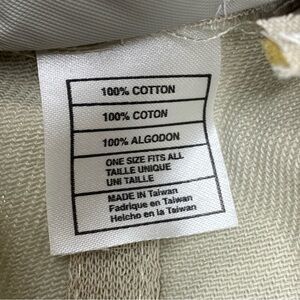 100% COTTON
100% COTON
100% ALGODON
ONE SIZE FITS ALL
TAILLE UNIQUE
UNI TAILLE
MADE IN Taiwan
Fadrique en Taiwan
Helcho en la Taiwan